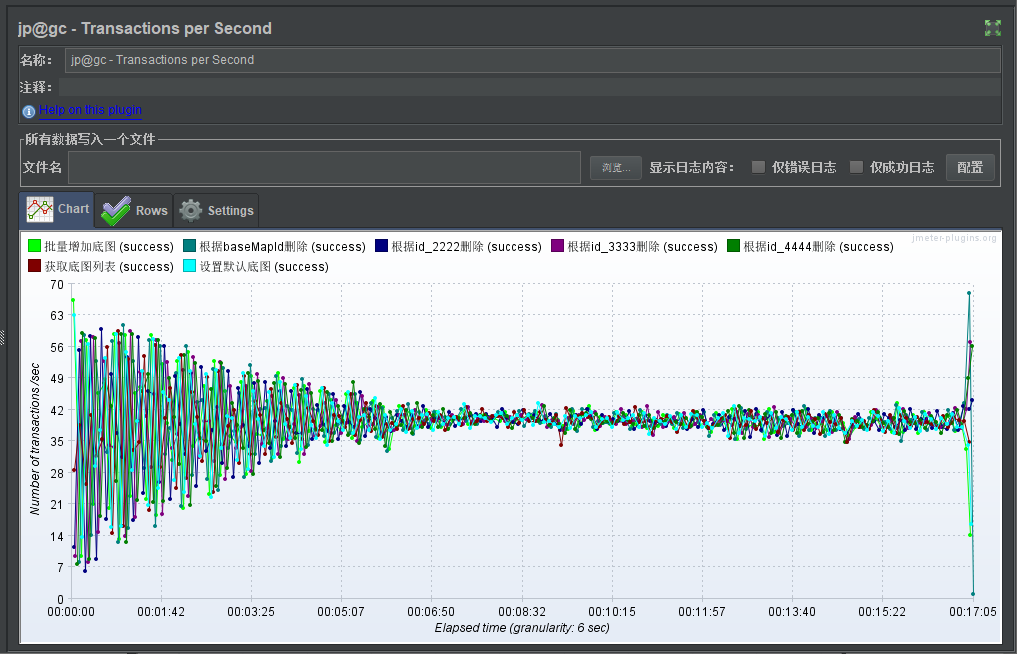 jp@gc - Transactions per Second
名称： jp@gc - Transactions per Second
注释：
Help on this plugin
所有数据写入一个文件
文件名 浏览... 显示日志内容： 仅错误日志 仅成功日志 配置
Chart Rows Settings
批量增加底图 (success) 根据baseMapId删除 (success) 根据id_2222删除 (success) 根据id_3333删除 (success) 根据id_4444删除 (success)
jmeter-plugins.org
获取底图列表 (success) 设置默认底图 (success)
70
63
56
49
42
35
28
21
14
7
0
Number of transactions /sec
00:00:00 00:01:42 00:03:25 00:05:07 00:06:50 00:08:32 00:10:15 00:11:57 00:13:40 00:15:22 00:17:05
Elapsed time (granularity: 6 sec)